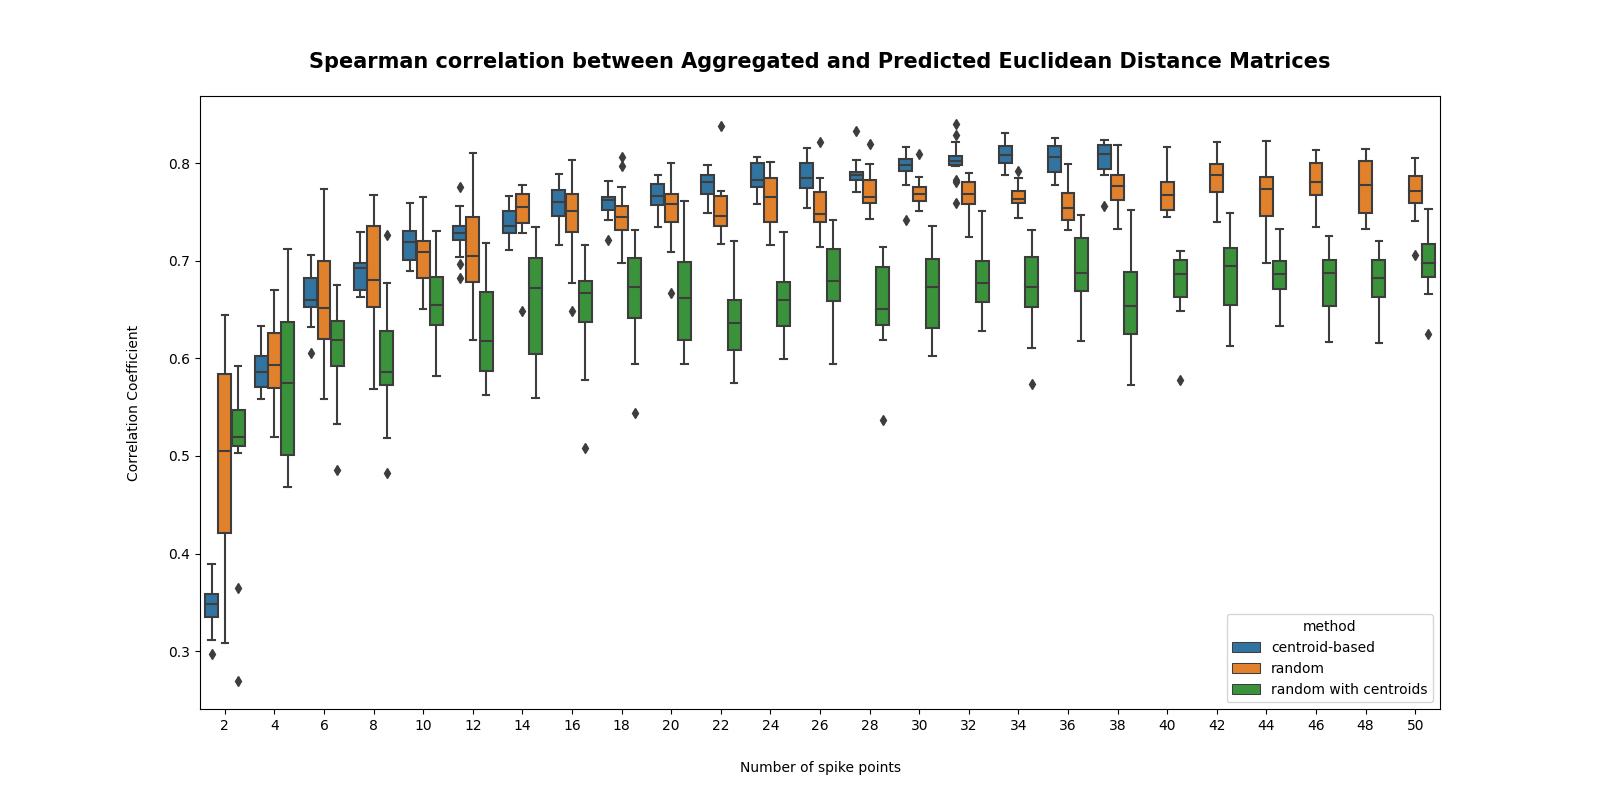 Spearman correlation between Aggregated and Predicted Euclidean Distance Matrices
0.8
0.7
0.6
0.5
0.4
0.3
Correlation Coefficient
method
centroid-based
random
random with centroids
2 4 6 8 10 12 14 16 18 20 22 24 26 28 30 32 34 36 38 40 42 44 46 48 50
Number of spike points